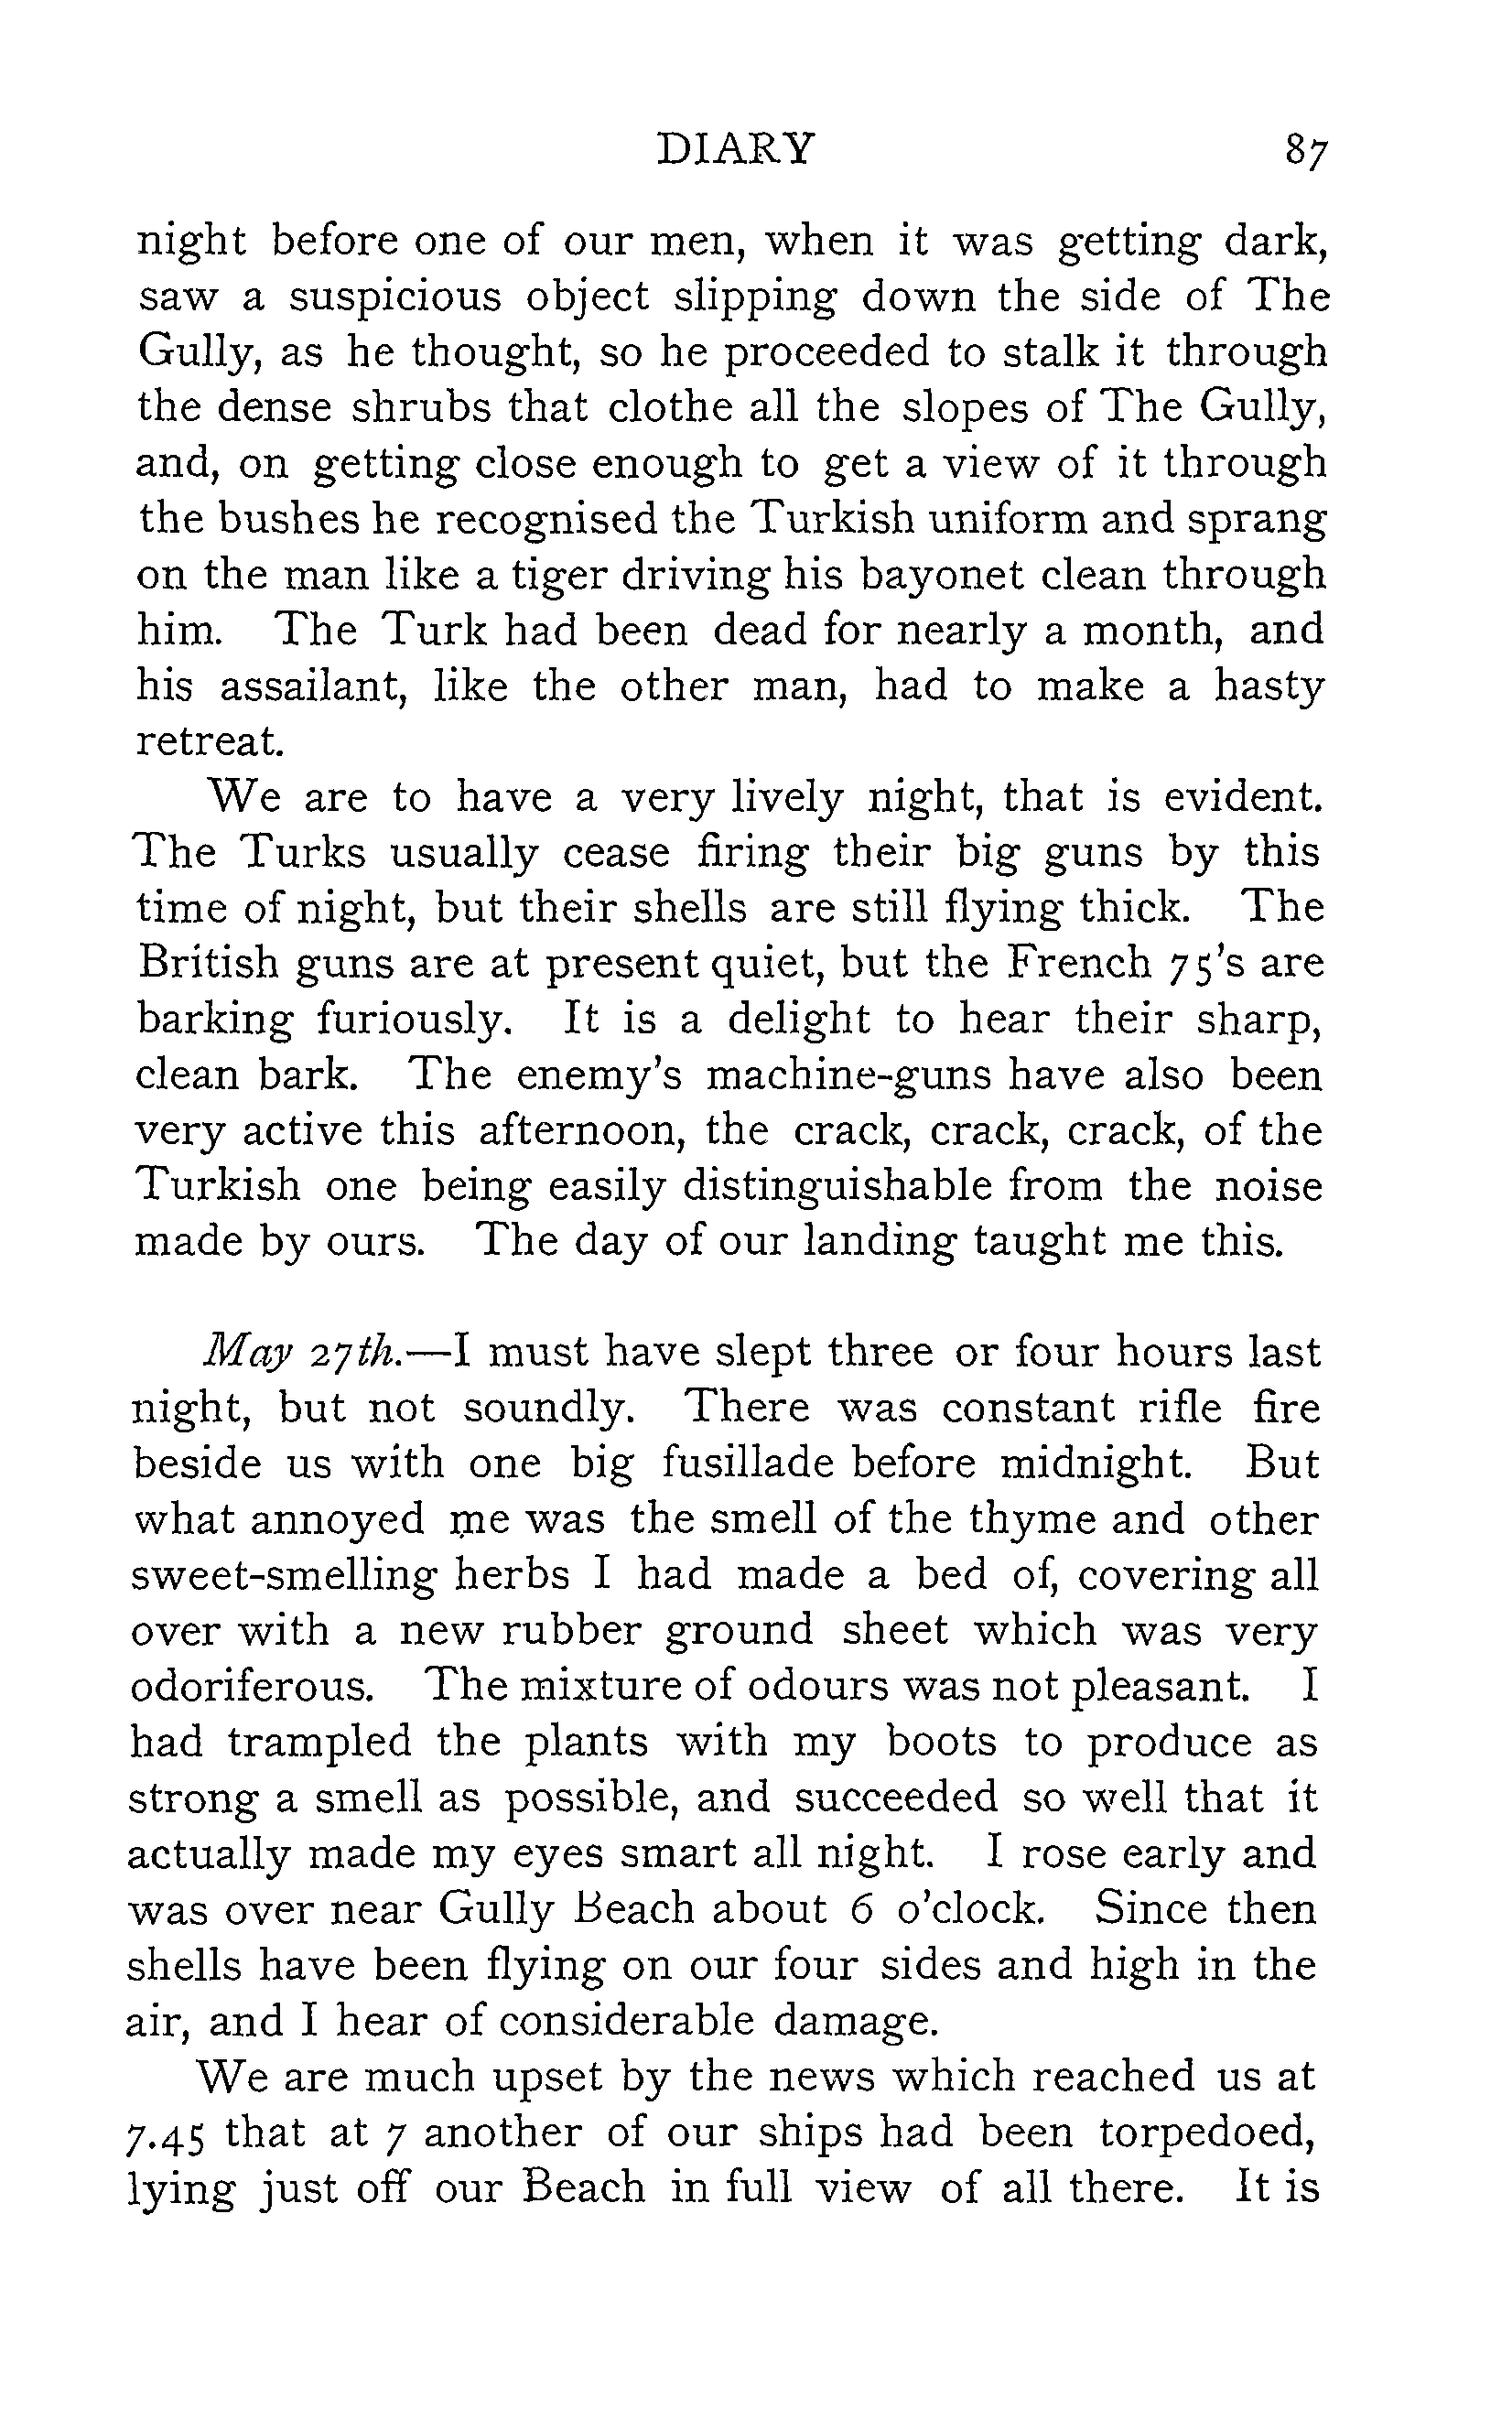 DIARY 87
night before one of our men, when it was getting dark,
saw a suspicious object slipping down the side of The
Gully, as he thought, so he proceeded to stalk it through
the dense shrubs that clothe all the slopes of The Gully,
and, on getting close enough to get a view of it through
the bushes he recognised the Turkish uniform and sprang
on the man like a tiger driving his bayonet clean through
him. The Turk had been dead for nearly a month, and
his assailant, like the other man, had to make a hasty
retreat.
We are to have a very lively night, that is evident.
The Turks usually cease firing their big guns by this
time of night, but their shells are still flying thick. The
British guns are at present quiet, but the French 75's are
barking furiously. It is a delight to hear their sharp,
clean bark. The enemy's machine-guns have also been
very active this afternoon, the crack, crack, crack, of the
Turkish one being easily distinguishable from the noise
made by ours. The day of our landing taught me this.
May 27th.—I must have slept three or four hours last
night, but not soundly. There was constant rifle fire
beside us with one big fusillade before midnight. But
what annoyed me was the smell of the thyme and other
sweet-smelling herbs I had made a bed of, covering all
over with a new rubber ground sheet which was very
odoriferous. The mixture of odours was not pleasant. I
had trampled the plants with my boots to produce as
strong a smell as possible, and succeeded so well that it
actually made my eyes smart all night. I rose early and
was over near Gully Beach about 6 o'clock. Since then
shells have been flying on our four sides and high in the
air, and I hear of considerable damage.
We are much upset by the news which reached us at
7.45 that at 7 another of our ships had been torpedoed,
lying just off our Beach in full view of all there. It is